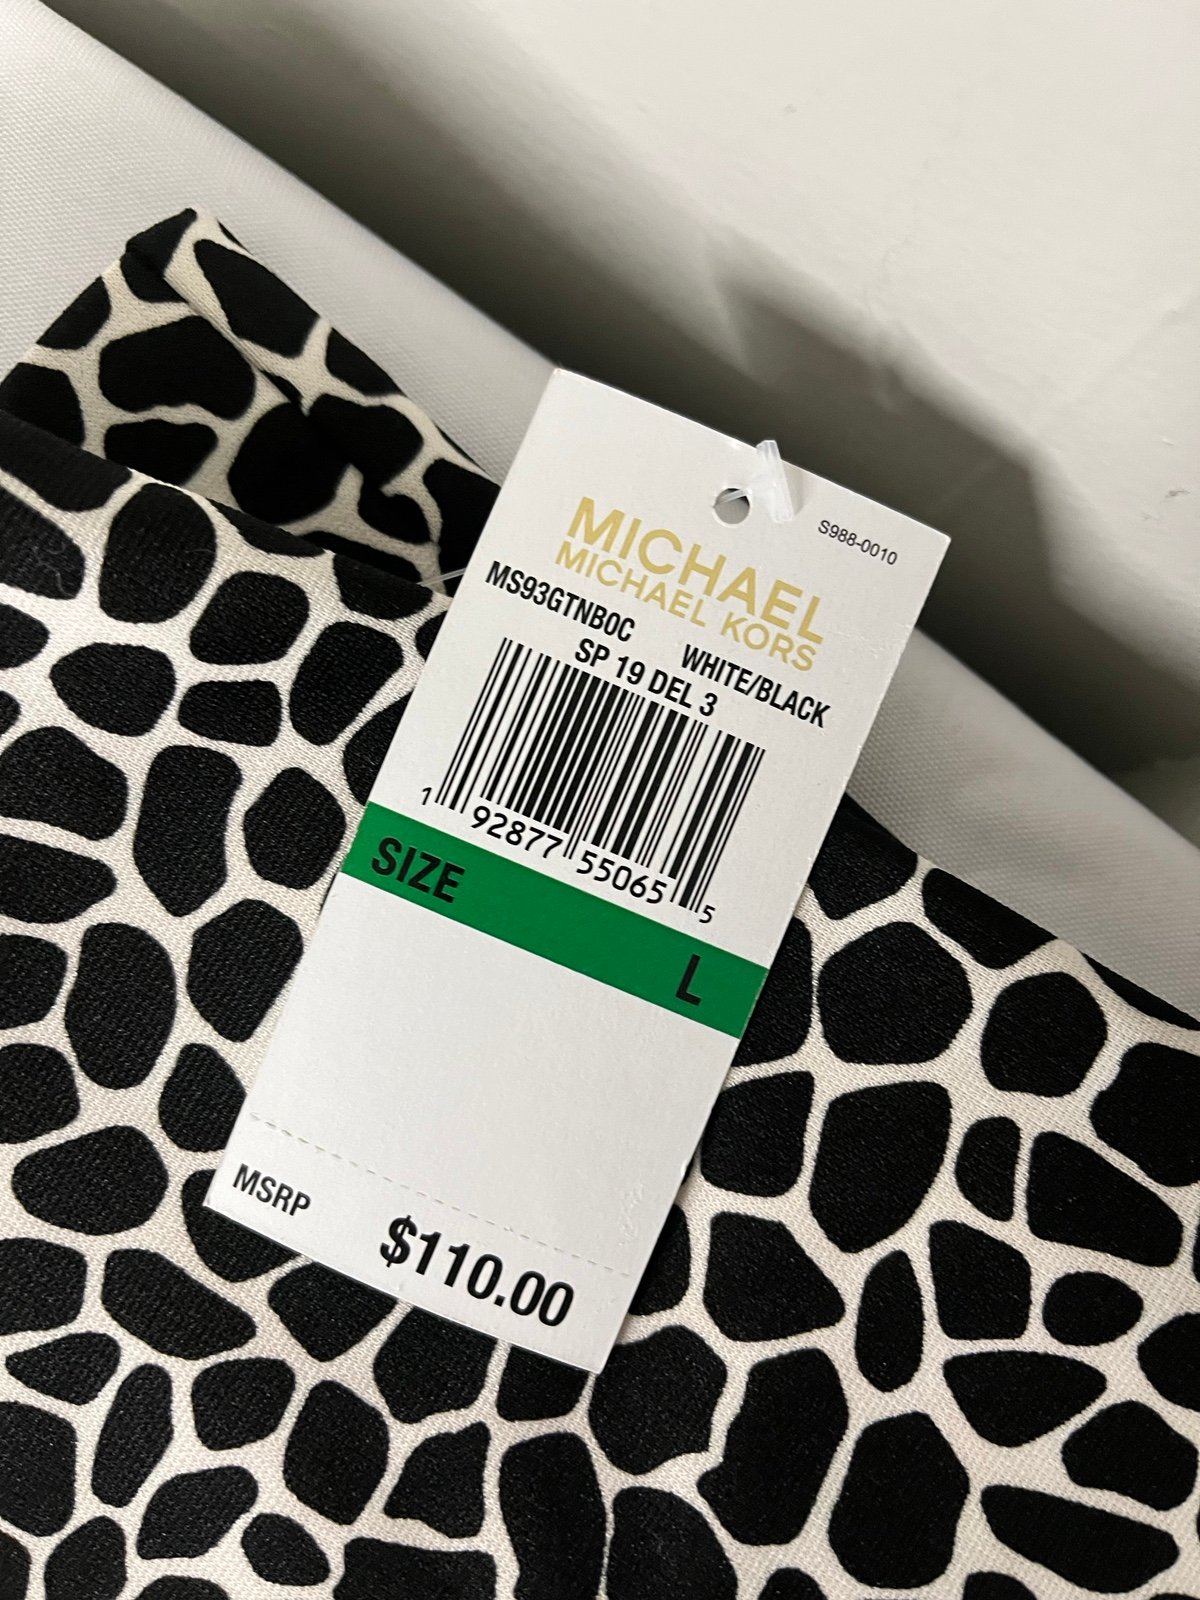 S988-0010
MICHAEL
MICHAEL KORS
MS93GTNB0C WHITE/BLACK
SP 19 DEL 3
1 92877 55065 5
SIZE L
MSRP $110.00